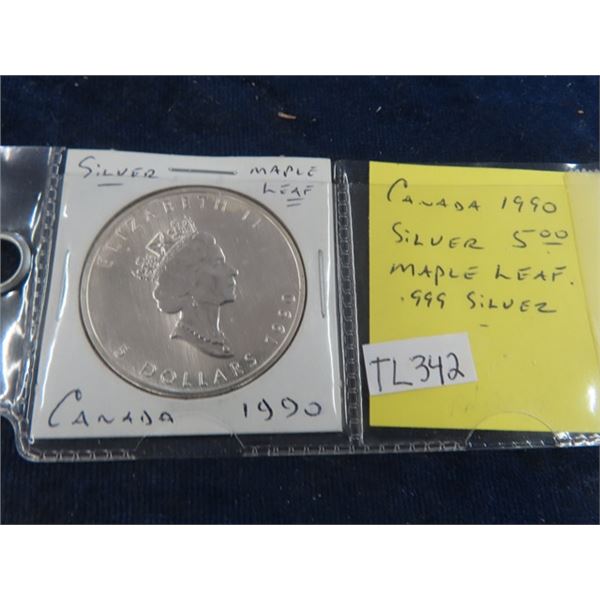 SILVER — MAPLE
LEAF
ELIZABETH II
5 DOLLARS 1990
CANADA 1990
CANADA 1990
SILVER 5.00
MAPLE LEAF.
.999 SILVER
TL342